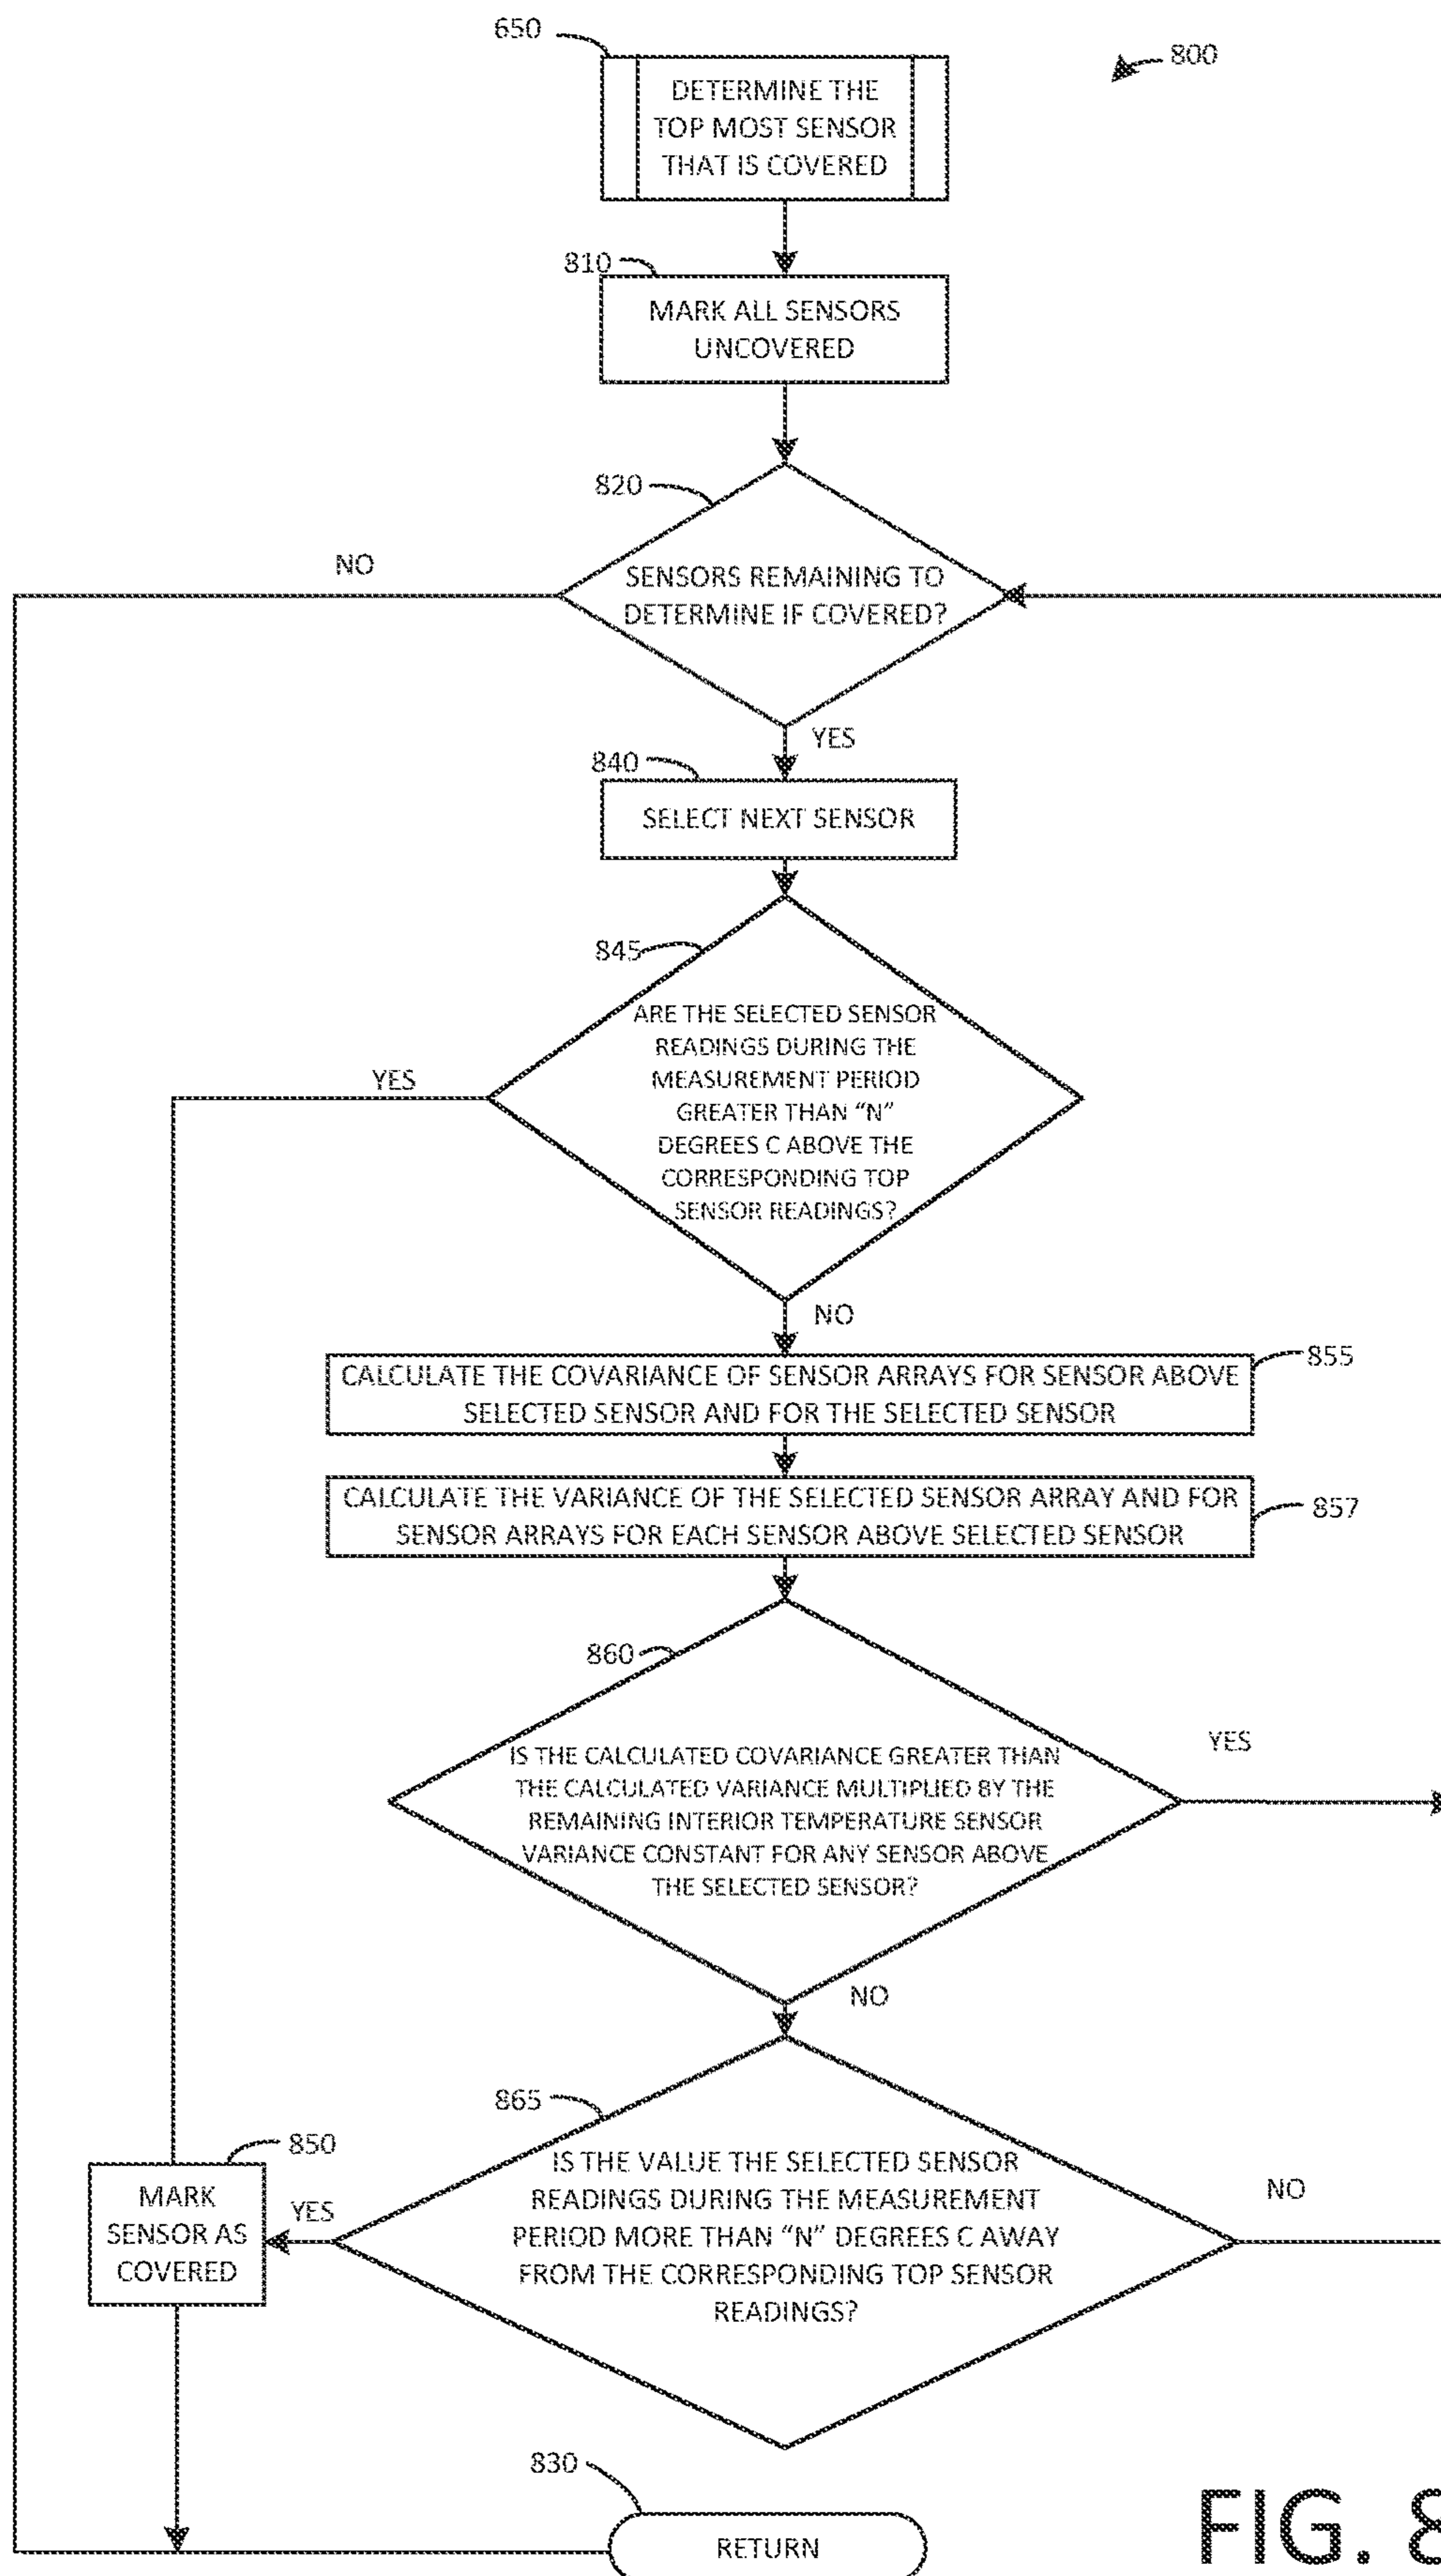 650
800
DETERMINE THE
TOP MOST SENSOR
THAT IS COVERED
810
MARK ALL SENSORS
UNCOVERED
820
NO
SENSORS REMAINING TO
DETERMINE IF COVERED?
YES
840
SELECT NEXT SENSOR
845
ARE THE SELECTED SENSOR
READINGS DURING THE
MEASUREMENT PERIOD
GREATER THAN “N”
DEGREES C ABOVE THE
CORRESPONDING TOP
SENSOR READINGS?
YES
NO
855
CALCULATE THE COVARIANCE OF SENSOR ARRAYS FOR SENSOR ABOVE
SELECTED SENSOR AND FOR THE SELECTED SENSOR
CALCULATE THE VARIANCE OF THE SELECTED SENSOR ARRAY AND FOR
SENSOR ARRAYS FOR EACH SENSOR ABOVE SELECTED SENSOR
857
860
IS THE CALCULATED COVARIANCE GREATER THAN
THE CALCULATED VARIANCE MULTIPLIED BY THE
REMAINING INTERIOR TEMPERATURE SENSOR
VARIANCE CONSTANT FOR ANY SENSOR ABOVE
THE SELECTED SENSOR?
YES
NO
865
850
MARK
SENSOR AS
COVERED
YES
IS THE VALUE THE SELECTED SENSOR
READINGS DURING THE MEASUREMENT
PERIOD MORE THAN “N” DEGREES C AWAY
FROM THE CORRESPONDING TOP SENSOR
READINGS?
NO
830
RETURN
FIG. 8